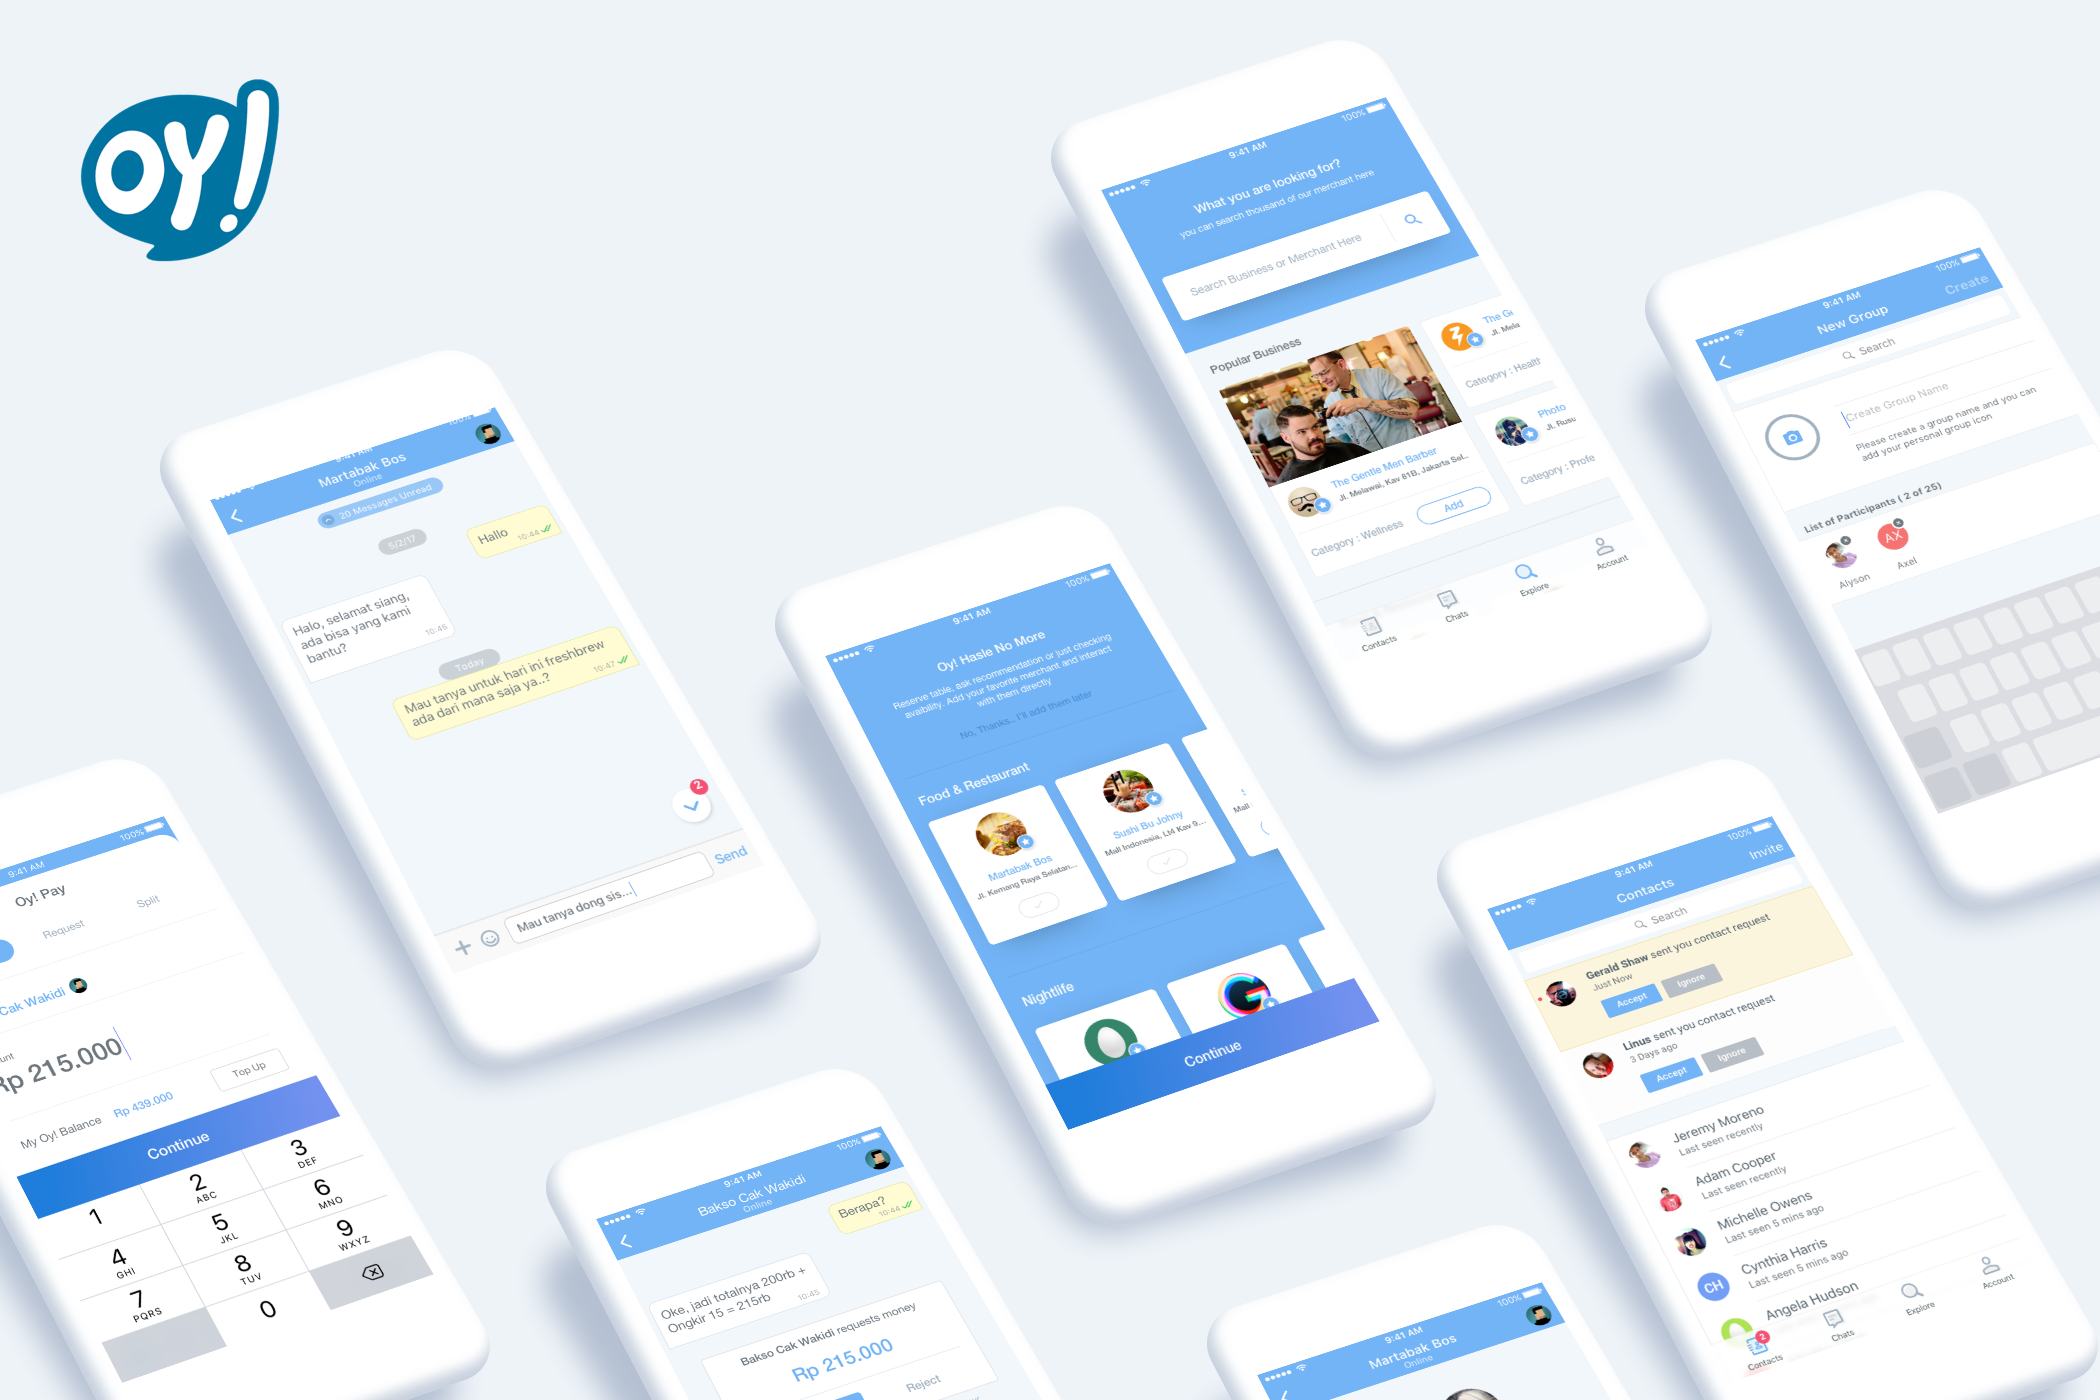 OY!
100%
9:41 AM
What you are looking for?
you can search thousand of our merchant here
Search Business or Merchant Here
Popular Business
The Gentle Men Barber
Jl. Melawai, Kav 81B, Jakarta Sel..
Category : Wellness
Add
The Ge
Jl. Mela
Category : Health
Photo
Jl. Rusu
Category : Profe
Contacts
Chats
Explore
Account
100%
9:41 AM
New Group
Create
Search
Create Group Name
Please create a group name and you can
add your personal group icon
List of Participants ( 2 of 25)
AX
Alyson
Axel
100%
9:41 AM
Martabak Bos
Online
20 Messages Unread
5/2/17
Hallo
10:44
Halo, selamat siang,
ada bisa yang kami
bantu?
10:45
Today
Mau tanya untuk hari ini freshbrew
ada dari mana saja ya..?
10:47
2
Mau tanya dong sis...
Send
100%
9:41 AM
Oy! Hasle No More
Reserve table, ask recommendation or just checking
avaibility. Add your favorite merchant and interact
with them directly
No, Thanks.. I'll add them later
Food & Restaurant
Martabak Bos
Jl. Kemang Raya Selatan...
Sushi Bu Johny
Mall Indonesia, Lt4 Kav 9...
Mall
Nightlife
Continue
100%
9:41 AM
Oy! Pay
Request
Split
Cak Wakidi
unt
Rp 215.000
My Oy! Balance
Rp 439.000
Top Up
Continue
1
2
ABC
3
DEF
4
GHI
5
JKL
6
MNO
7
PQRS
8
TUV
9
WXYZ
0
100%
9:41 AM
Bakso Cak Wakidi
Online
Berapa?
10:44
Oke, jadi totalnya 200rb +
Ongkir 15 = 215rb
10:45
Bakso Cak Wakidi requests money
Rp 215.000
Reject
100%
9:41 AM
Martabak Bos
Online
100%
9:41 AM
Contacts
Invite
Search
Gerald Shaw sent you contact request
Just Now
Accept
Ignore
Linus sent you contact request
3 Days ago
Accept
Ignore
Jeremy Moreno
Last seen recently
Adam Cooper
Last seen recently
Michelle Owens
Last seen 5 mins ago
CH
Cynthia Harris
Last seen 5 mins ago
Angela Hudson
2
Contacts
Chats
Explore
Account